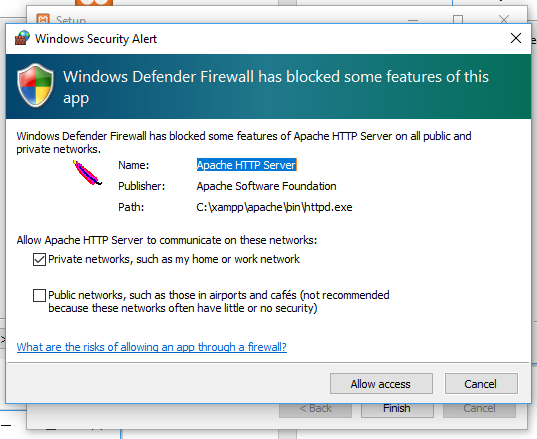 Setup
Windows Security Alert
Windows Defender Firewall has blocked some features of this
app
Windows Defender Firewall has blocked some features of Apache HTTP Server on all public and
private networks.
Name: Apache HTTP Server
Publisher: Apache Software Foundation
Path: C:\xampp\apache\bin\httpd.exe
Allow Apache HTTP Server to communicate on these networks:
Private networks, such as my home or work network
Public networks, such as those in airports and cafés (not recommended
because these networks often have little or no security)
What are the risks of allowing an app through a firewall?
Allow access Cancel
< Back Finish Cancel